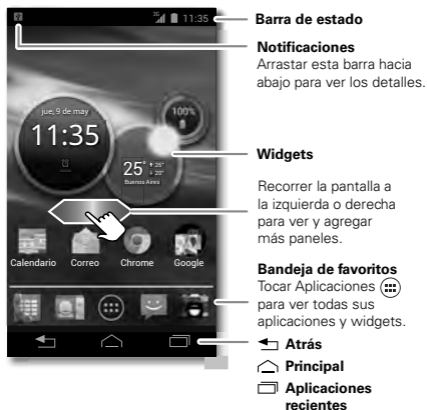 11:35
Barra de estado
Notificaciones
Arrastar esta barra hacia
abajo para ver los detalles.
jue, 9 de may
11:35
100%
25°
Buenos Aires
Widgets
Recorrer la pantalla a
la izquierda o derecha
para ver y agregar
más paneles.
Calendario Correo Chrome Google
Bandeja de favoritos
Tocar Aplicaciones
para ver todas sus
aplicaciones y widgets.
Atrás
Principal
Aplicaciones
recientes